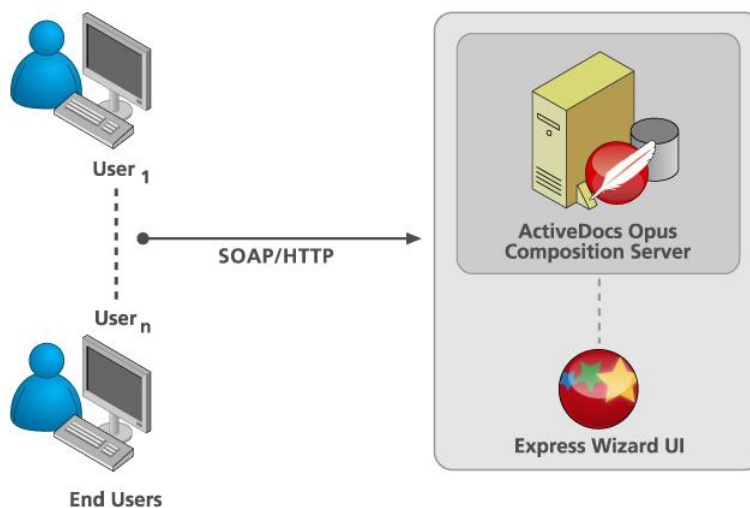 User 1
SOAP/HTTP
User n
End Users
ActiveDocs Opus
Composition Server
Express Wizard UI